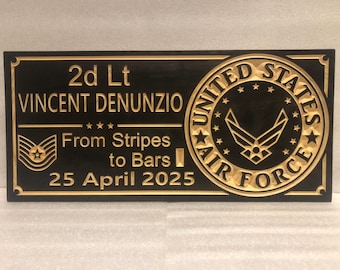 2d Lt
VINCENT DENUNZIO
From Stripes
to Bars
25 April 2025
UNITED STATES
AIR FORCE